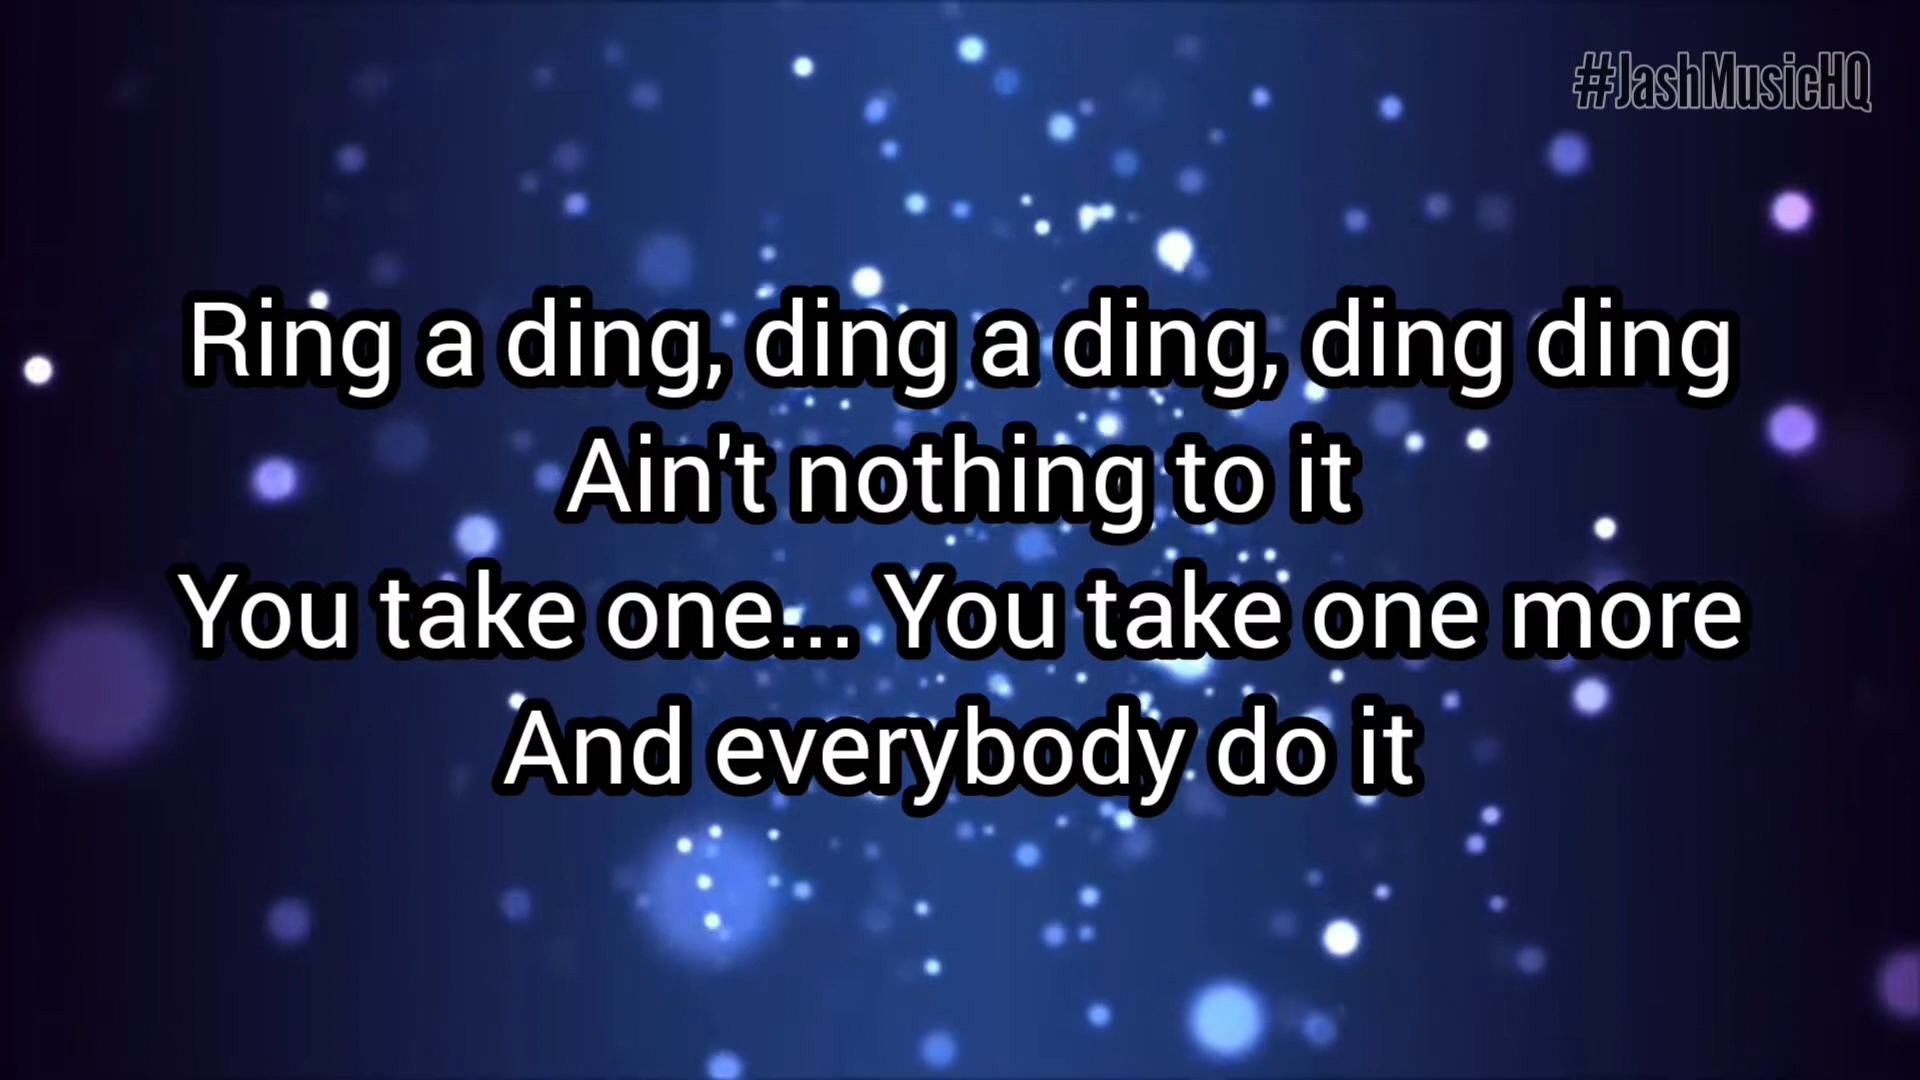 #JashMusicHQ
Ring a ding, ding a ding, ding ding
Ain't nothing to it
You take one... You take one more
And everybody do it